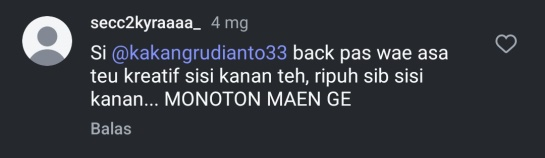 secc2kyraaaa_ 4 mg
Si @kakangrudianto33 back pas wae asa
teu kreatif sisi kanan teh, ripuh sib sisi
kanan... MONOTON MAEN GE
Balas